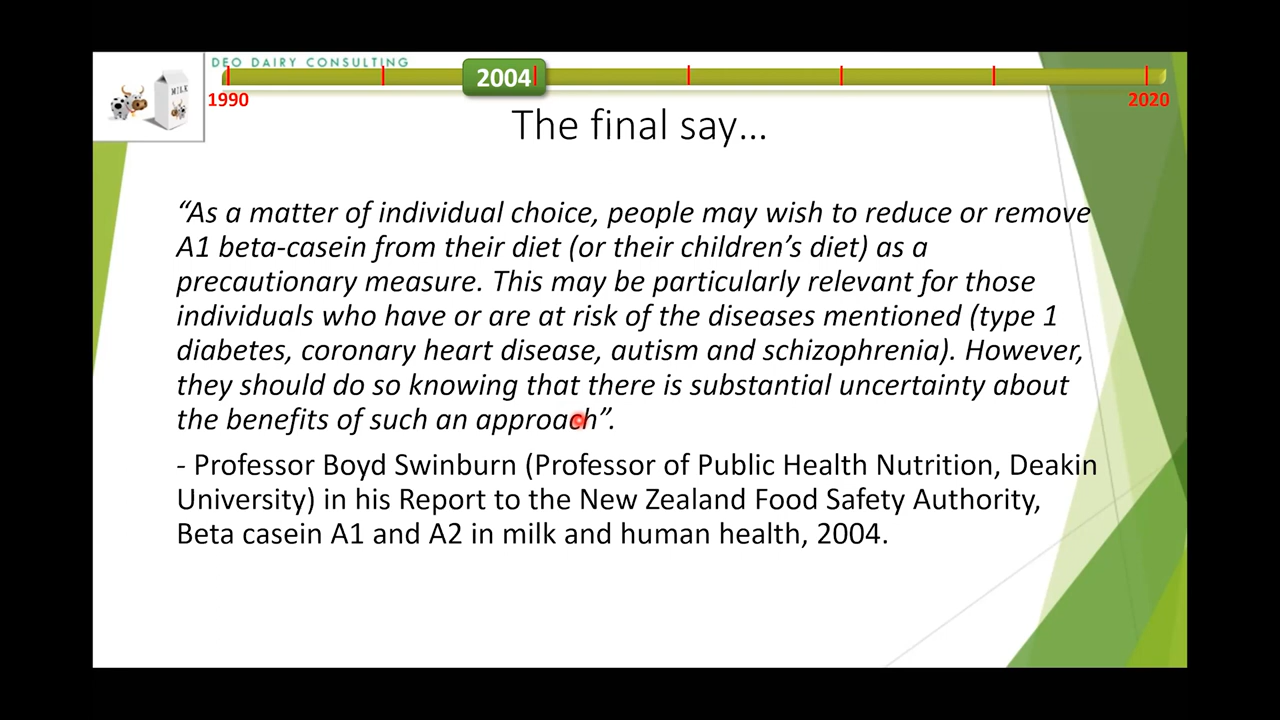 DEO DAIRY CONSULTING
MILK
2004
1990
2020
The final say...
“As a matter of individual choice, people may wish to reduce or remove
A1 beta-casein from their diet (or their children’s diet) as a
precautionary measure. This may be particularly relevant for those
individuals who have or are at risk of the diseases mentioned (type 1
diabetes, coronary heart disease, autism and schizophrenia). However,
they should do so knowing that there is substantial uncertainty about
the benefits of such an approach”.
- Professor Boyd Swinburn (Professor of Public Health Nutrition, Deakin
University) in his Report to the New Zealand Food Safety Authority,
Beta casein A1 and A2 in milk and human health, 2004.